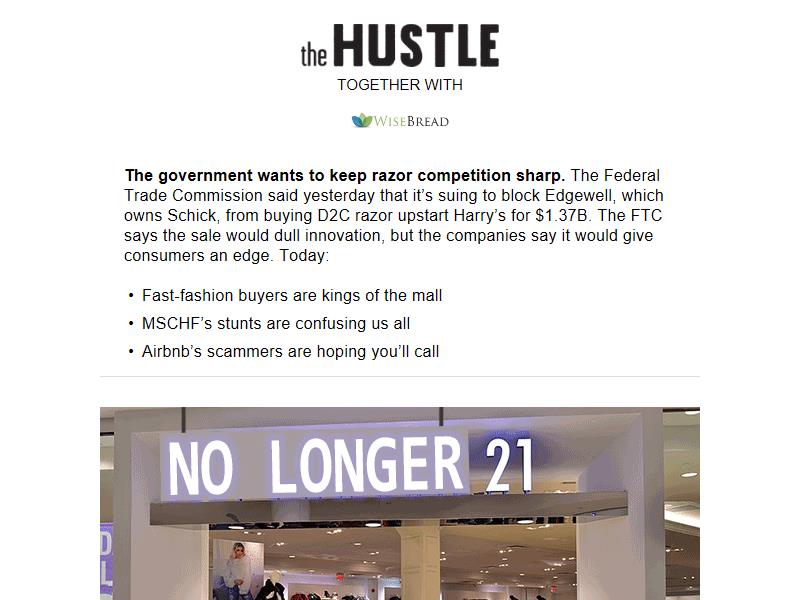 the HUSTLE
TOGETHER WITH
WISEBREAD
The government wants to keep razor competition sharp. The Federal
Trade Commission said yesterday that it’s suing to block Edgewell, which
owns Schick, from buying D2C razor upstart Harry’s for $1.37B. The FTC
says the sale would dull innovation, but the companies say it would give
consumers an edge. Today:
• Fast-fashion buyers are kings of the mall
• MSCHF’s stunts are confusing us all
• Airbnb’s scammers are hoping you’ll call
NO LONGER 21
D
L